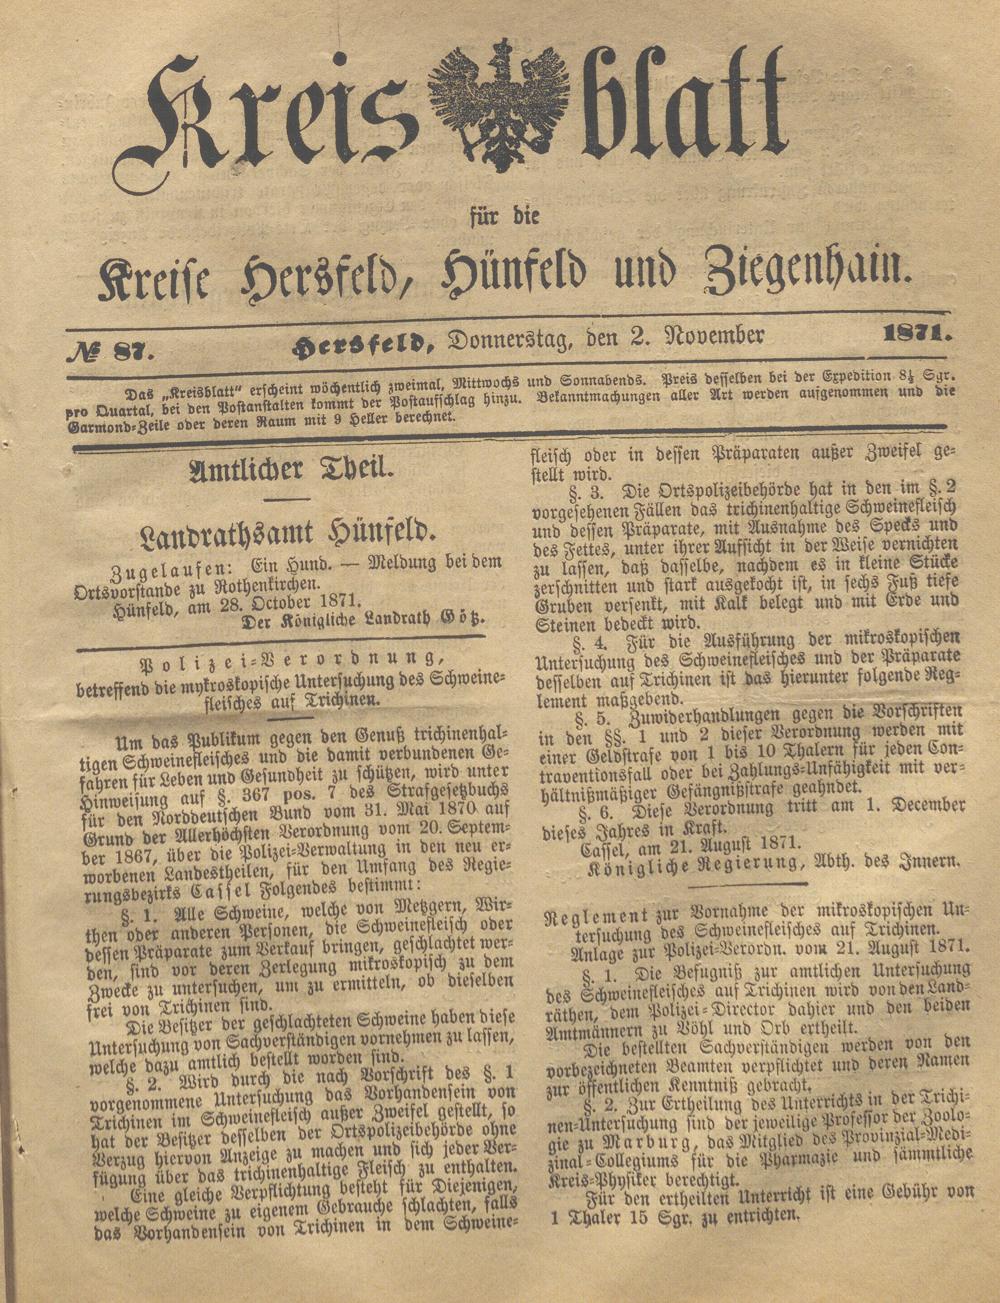 Kreisblatt
für die
Kreise Hersfeld, Hünfeld und Ziegenhain.
№ 87. Hersfeld, Donnerstag, den 2. November 1871.
Das „Kreisblatt“ erscheint wöchentlich zweimal, Mittwochs und Sonnabends. Preis desselben bei der Expedition 8½ Sgr.
pro Quartal, bei den Postanstalten kommt der Postaufschlag hinzu. Bekanntmachungen aller Art werden aufgenommen und die
Garmond-Zeile oder deren Raum mit 9 Heller berechnet.
Amtlicher Theil.
Landrathsamt Hünfeld.
Zugelaufen: Ein Hund. — Meldung bei dem
Ortsvorstande zu Rothenkirchen.
Hünfeld, am 28. October 1871.
Der Königliche Landrath Götz.
Polizei-Verordnung,
betreffend die mykroskopische Untersuchung des Schweine-
fleisches auf Trichinen.
Um das Publikum gegen den Genuß trichinenhal-
tigen Schweinefleisches und die damit verbundenen Ge-
fahren für Leben und Gesundheit zu schützen, wird unter
Hinweisung auf §. 367 pos. 7 des Strafgesetzbuchs
für den Norddeutschen Bund vom 31. Mai 1870 auf
Grund der Allerhöchsten Verordnung vom 20. Septem-
ber 1867, über die Polizei-Verwaltung in den neu er-
worbenen Landestheilen, für den Umfang des Regie-
rungsbezirks Cassel Folgendes bestimmt:
§. 1. Alle Schweine, welche von Metzgern, Wir-
then oder anderen Personen, die Schweinefleisch oder
dessen Präparate zum Verkauf bringen, geschlachtet wer-
den, sind vor deren Zerlegung mikroskopisch zu dem
Zwecke zu untersuchen, um zu ermitteln, ob dieselben
frei von Trichinen sind.
Die Besitzer der geschlachteten Schweine haben diese
Untersuchung von Sachverständigen vornehmen zu lassen,
welche dazu amtlich bestellt worden sind.
§. 2. Wird durch die nach Vorschrift des §. 1
vorgenommene Untersuchung das Vorhandensein von
Trichinen im Schweinefleisch außer Zweifel gestellt, so
hat der Besitzer desselben der Ortspolizeibehörde ohne
Verzug hiervon Anzeige zu machen und sich jeder Ver-
fügung über das trichinenhaltige Fleisch zu enthalten.
Eine gleiche Verpflichtung besteht für Diejenigen,
welche Schweine zu eigenem Gebrauche schlachten, falls
das Vorhandensein von Trichinen in dem Schweine-
fleisch oder in dessen Präparaten außer Zweifel ge-
stellt wird.
§. 3. Die Ortspolizeibehörde hat in den im §. 2
vorgesehenen Fällen das trichinenhaltige Schweinefleisch
und dessen Präparate, mit Ausnahme des Specks und
des Fettes, unter ihrer Aufsicht in der Weise vernichten
zu lassen, daß dasselbe, nachdem es in kleine Stücke
zerschnitten und stark ausgekocht ist, in sechs Fuß tiefe
Gruben versenkt, mit Kalk belegt und mit Erde und
Steinen bedeckt wird.
§. 4. Für die Ausführung der mikroskopischen
Untersuchung des Schweinefleisches und der Präparate
desselben auf Trichinen ist das hierunter folgende Reg-
lement maßgebend.
§. 5. Zuwiderhandlungen gegen die Vorschriften
in den §§. 1 und 2 dieser Verordnung werden mit
einer Geldstrafe von 1 bis 10 Thalern für jeden Con-
traventionsfall oder bei Zahlungs-Unfähigkeit mit ver-
hältnißmäßiger Gefängnißstrafe geahndet.
§. 6. Diese Verordnung tritt am 1. December
dieses Jahres in Kraft.
Cassel, am 21. August 1871.
Königliche Regierung, Abth. des Innern.
Reglement zur Vornahme der mikroskopischen Un-
tersuchung des Schweinefleisches auf Trichinen.
Anlage zur Polizei-Verordn. vom 21. August 1871.
§. 1. Die Befugniß zur amtlichen Untersuchung
des Schweinefleisches auf Trichinen wird von den Land-
räthen, dem Polizei-Director dahier und den beiden
Amtmännern zu Vöhl und Orb ertheilt.
Die bestellten Sachverständigen werden von den
vorbezeichneten Beamten verpflichtet und deren Namen
zur öffentlichen Kenntniß gebracht.
§. 2. Zur Ertheilung des Unterrichts in der Trichi-
nen-Untersuchung sind der jeweilige Professor der Zoolo-
gie zu Marburg, das Mitglied des Provinzial-Medi-
zinal-Collegiums für die Pharmazie und sämmtliche
Kreis-Physiker berechtigt.
Für den ertheilten Unterricht ist eine Gebühr von
1 Thaler 15 Sgr. zu entrichten.